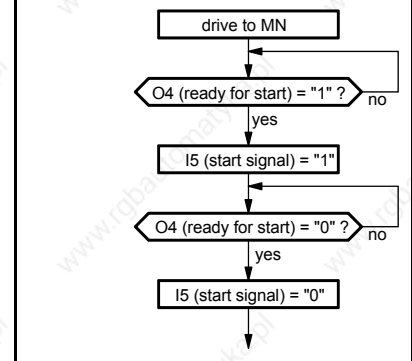 drive to MN
O4 (ready for start) = "1" ?
no
yes
I5 (start signal) = "1"
O4 (ready for start) = "0" ?
no
yes
I5 (start signal) = "0"